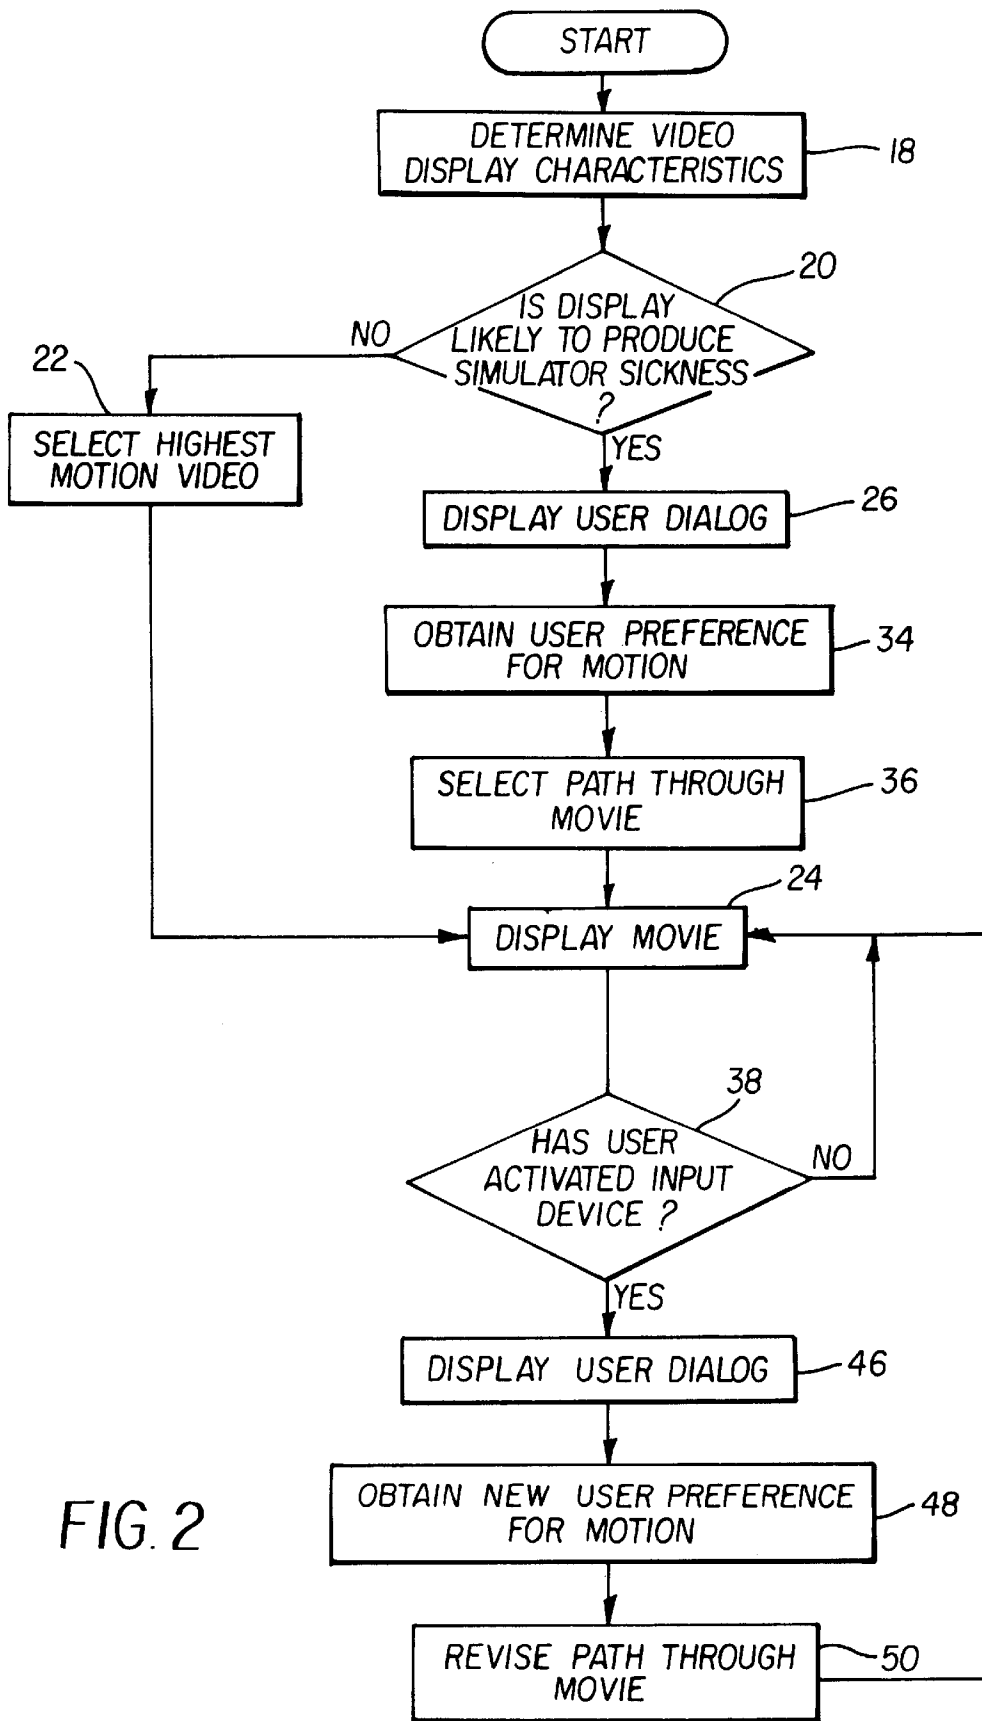 START
DETERMINE VIDEO
DISPLAY CHARACTERISTICS
18
IS DISPLAY
LIKELY TO PRODUCE
SIMULATOR SICKNESS
?
20
NO
22
SELECT HIGHEST
MOTION VIDEO
YES
DISPLAY USER DIALOG
26
OBTAIN USER PREFERENCE
FOR MOTION
34
SELECT PATH THROUGH
MOVIE
36
24
DISPLAY MOVIE
38
HAS USER
ACTIVATED INPUT
DEVICE ?
NO
YES
DISPLAY USER DIALOG
46
OBTAIN NEW USER PREFERENCE
FOR MOTION
48
REVISE PATH THROUGH
MOVIE
50
FIG. 2